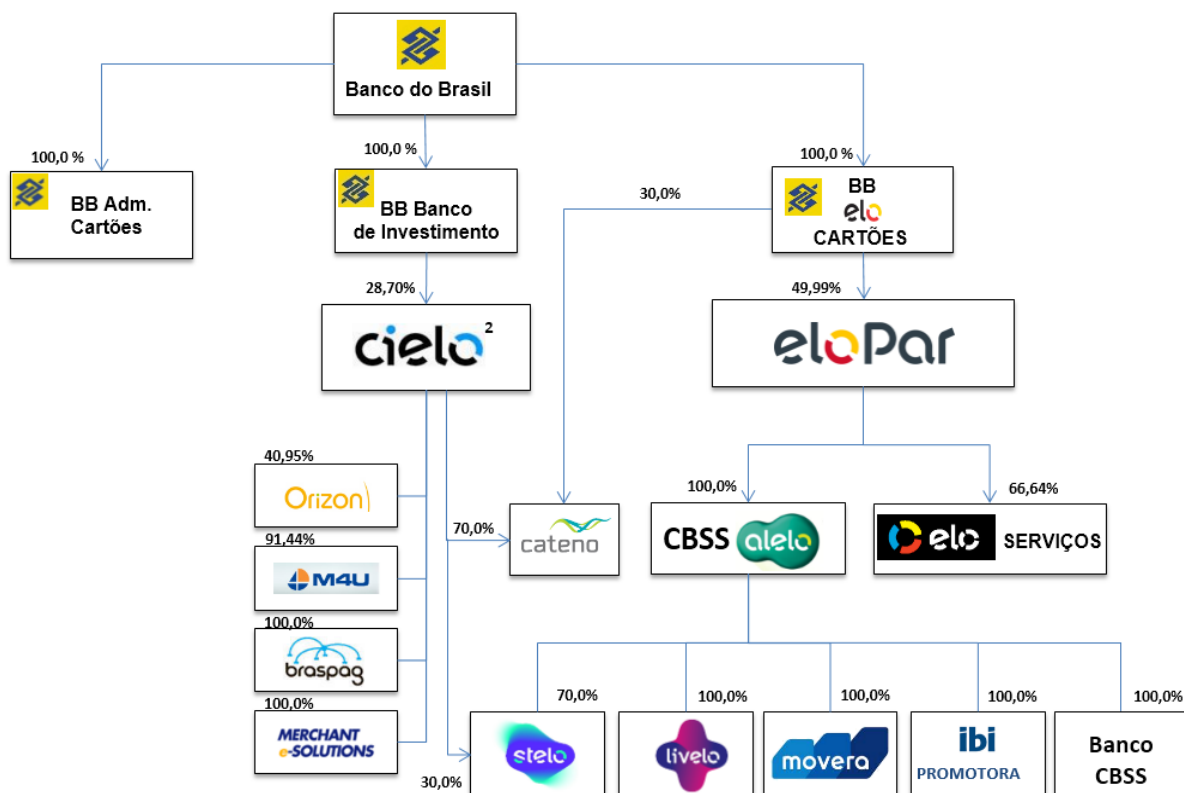 Banco do Brasil
100,0 %
100,0 %
100,0 %
BB Adm.
Cartões
BB Banco
de Investimento
30,0%
BB
elo
CARTÕES
28,70%
49,99%
cielo 2
eloPar
40,95%
Orizon
100,0%
66,64%
70,0%
cateno
CBSS alelo
elo SERVIÇOS
91,44%
M4U
100,0%
braspag
100,0%
MERCHANT
e-SOLUTIONS
30,0%
70,0%
100,0%
100,0%
100,0%
100,0%
stelo
livelo
movera
ibi
PROMOTORA
Banco
CBSS